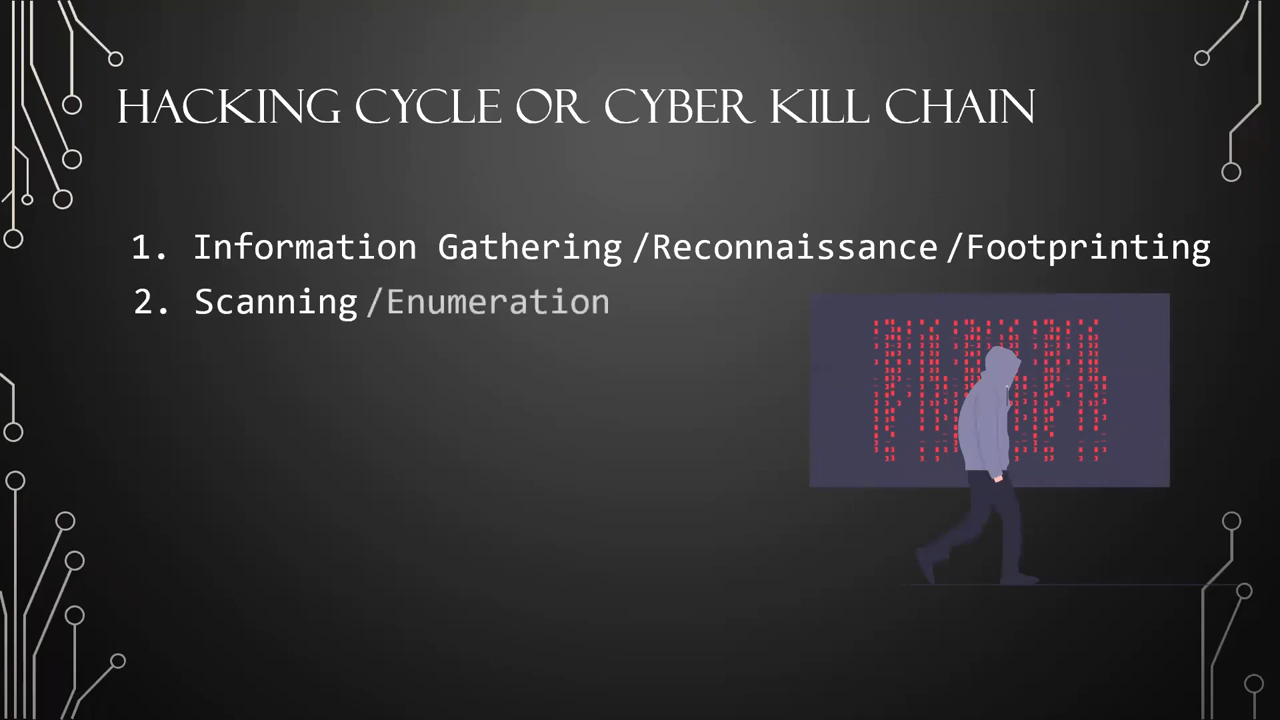 HACKING CYCLE OR CYBER KILL CHAIN
1. Information Gathering /Reconnaissance /Footprinting
2. Scanning /Enumeration